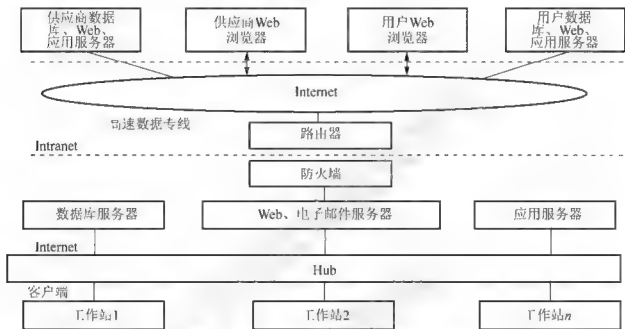 供应商数据
库、Web、
应用服务器
供应商Web
浏览器
用户Web
浏览器
用户数据
库、Web、
应用服务器
Internet
高速数据专线
路由器
Intranet
防火墙
数据库服务器
Web、电子邮件服务器
应用服务器
Internet
Hub
客户端
工作站1
工作站2
工作站n